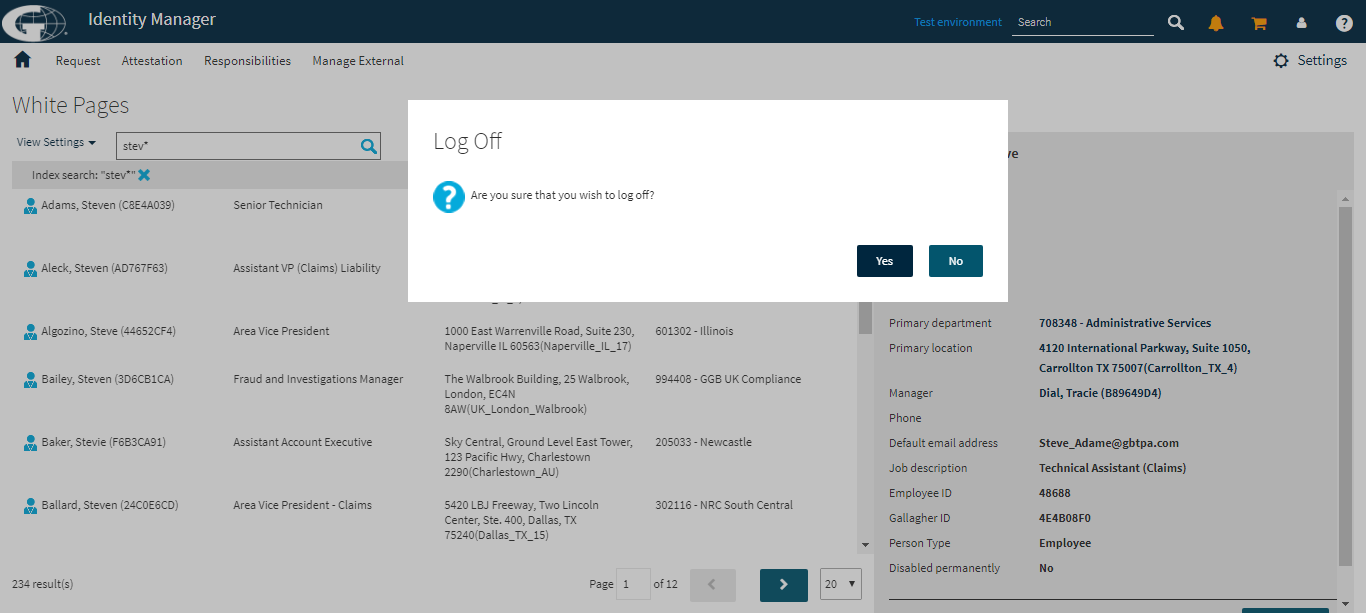 Identity Manager
Test environment
Search
Request
Attestation
Responsibilities
Manage External
Settings
White Pages
View Settings
stev*
Index search: "stev*"
Log Off
Are you sure that you wish to log off?
Yes
No
ve
Adams, Steven (C8E4A039)
Senior Technician
Aleck, Steven (AD767F63)
Assistant VP (Claims) Liability
Algozino, Steve (44652CF4)
Area Vice President
1000 East Warrenville Road, Suite 230,
Naperville IL 60563(Naperville_IL_17)
601302 - Illinois
Bailey, Steven (3D6CB1CA)
Fraud and Investigations Manager
The Walbrook Building, 25 Walbrook,
London, EC4N
8AW(UK_London_Walbrook)
994408 - GGB UK Compliance
Baker, Stevie (F6B3CA91)
Assistant Account Executive
Sky Central, Ground Level East Tower,
123 Pacific Hwy, Charlestown
2290(Charlestown_AU)
205033 - Newcastle
Ballard, Steven (24C0E6CD)
Area Vice President - Claims
5420 LBJ Freeway, Two Lincoln
Center, Ste. 400, Dallas, TX
75240(Dallas_TX_15)
302116 - NRC South Central
234 result(s)
Page 1 of 12
20
Primary department
708348 - Administrative Services
Primary location
4120 International Parkway, Suite 1050,
Carrollton TX 75007(Carrollton_TX_4)
Manager
Dial, Tracie (B89649D4)
Phone
Default email address
Steve_Adame@gbtpa.com
Job description
Technical Assistant (Claims)
Employee ID
48688
Gallagher ID
4E4B08F0
Person Type
Employee
Disabled permanently
No